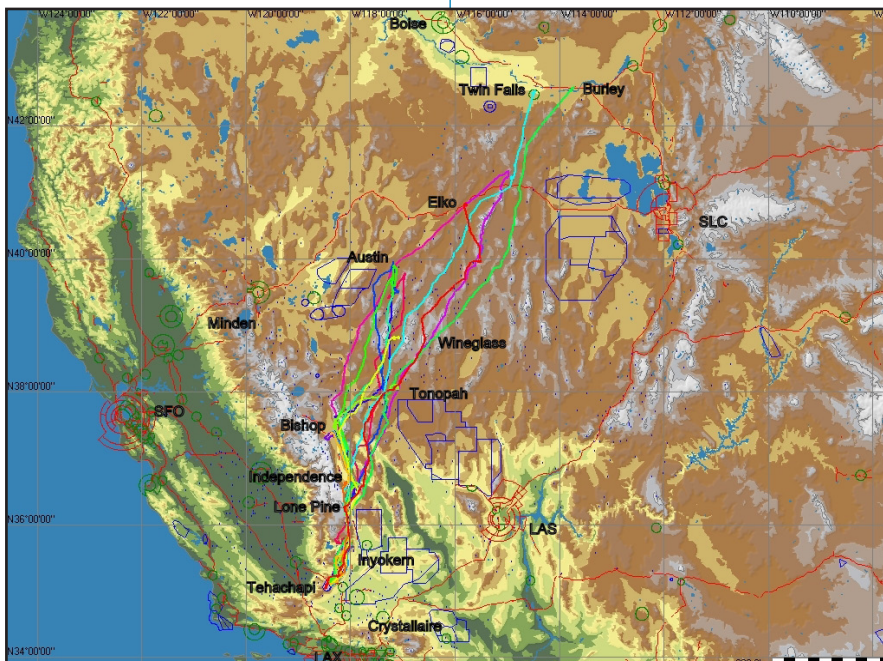 W124°00'00"
W122°00'00"
W120°00'00"
W118°00'00"
W116°00'00"
W114°00'00"
W112°00'00"
W110°00'00"
Boise
Twin Falls
Burley
N42°00'00"
Elko
SLC
N40°00'00"
Austin
Minden
Wineglass
N38°00'00"
Tonopah
SFO
Bishop
Independence
Lone Pine
N36°00'00"
LAS
Inyokern
Tehachapi
Crystallaire
N34°00'00"
LAX